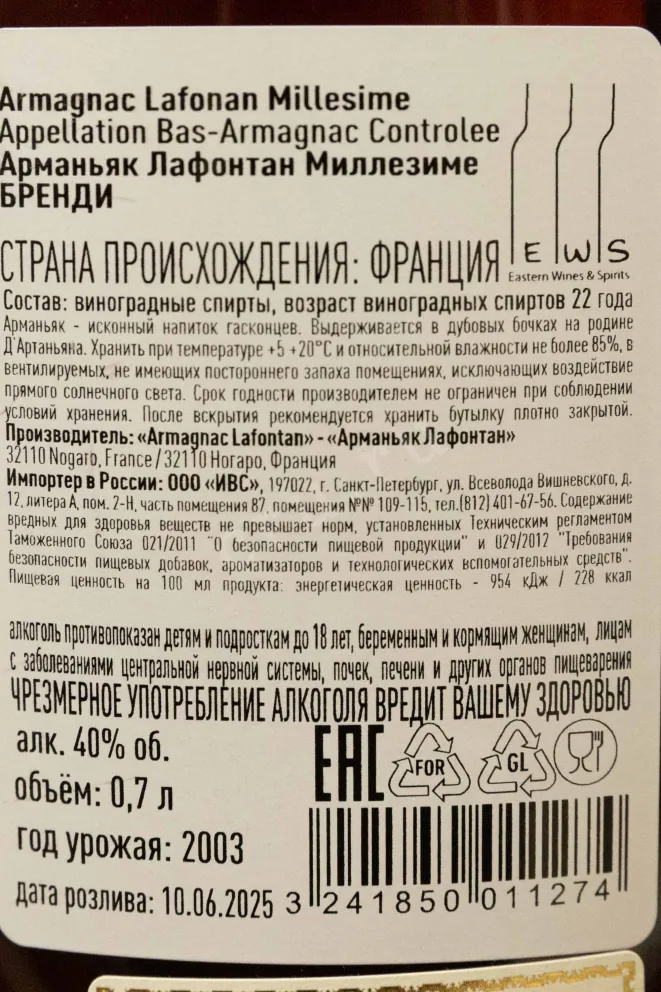 Armagnac Lafonan Millesime
Appellation Bas-Armagnac Controlee
Арманьяк Лафонтан Миллезиме
БРЕНДИ
E W S
Eastern Wines & Spirits
СТРАНА ПРОИСХОЖДЕНИЯ: ФРАНЦИЯ
Состав: виноградные спирты, возраст виноградных спиртов 22 года
Арманьяк - исконный напиток гасконцев. Выдерживается в дубовых бочках на родине
Д'Артаньяна. Хранить при температуре +5 +20°С и относительной влажности не более 85%, в
вентилируемых, не имеющих постороннего запаха помещениях, исключающих воздействие
прямого солнечного света. Срок годности производителем не ограничен при соблюдении
условий хранения. После вскрытия рекомендуется хранить бутылку плотно закрытой.
Производитель: «Armagnac Lafontan» - «Арманьяк Лафонтан»
32110 Nogaro, France / 32110 Ногаро, Франция
Импортер в России: ООО «ИВС», 197022, г. Санкт-Петербург, ул. Всеволода Вишневского, д.
12, литера А, пом. 2-Н, часть помещения 87, помещения №№ 109-115, тел.(812) 401-67-56. Содержание
вредных для здоровья веществ не превышает норм, установленных Техническим регламентом
Таможенного Союза 021/2011 "О безопасности пищевой продукции" и 029/2012 "Требования
безопасности пищевых добавок, ароматизаторов и технологических вспомогательных средств".
Пищевая ценность на 100 мл продукта: энергетическая ценность - 954 кДж / 228 ккал
алкоголь противопоказан детям и подросткам до 18 лет, беременным и кормящим женщинам, лицам
с заболеваниями центральной нервной системы, почек, печени и других органов пищеварения
ЧРЕЗМЕРНОЕ УПОТРЕБЛЕНИЕ АЛКОГОЛЯ ВРЕДИТ ВАШЕМУ ЗДОРОВЬЮ
алк. 40% об.
объём: 0,7 л
год урожая: 2003
дата розлива: 10.06.2025
EAC
FOR
GL
3 241850 011274